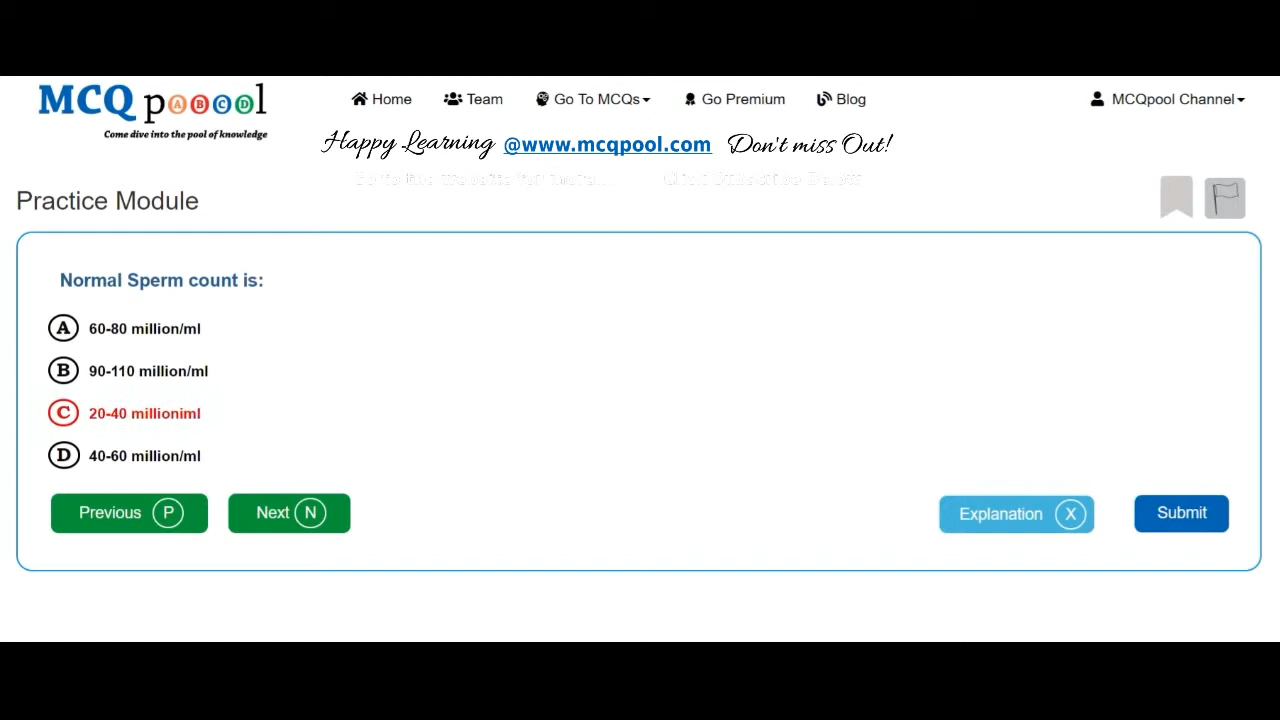 MCQ pABCDl
Come dive into the pool of knowledge
Home Team Go To MCQs Go Premium Blog MCQpool Channel
Happy Learning @www.mcqpool.com Don't miss Out!
Practice Module
Normal Sperm count is:
A 60-80 million/ml
B 90-110 million/ml
C 20-40 millioniml
D 40-60 million/ml
Previous P Next N Explanation X Submit